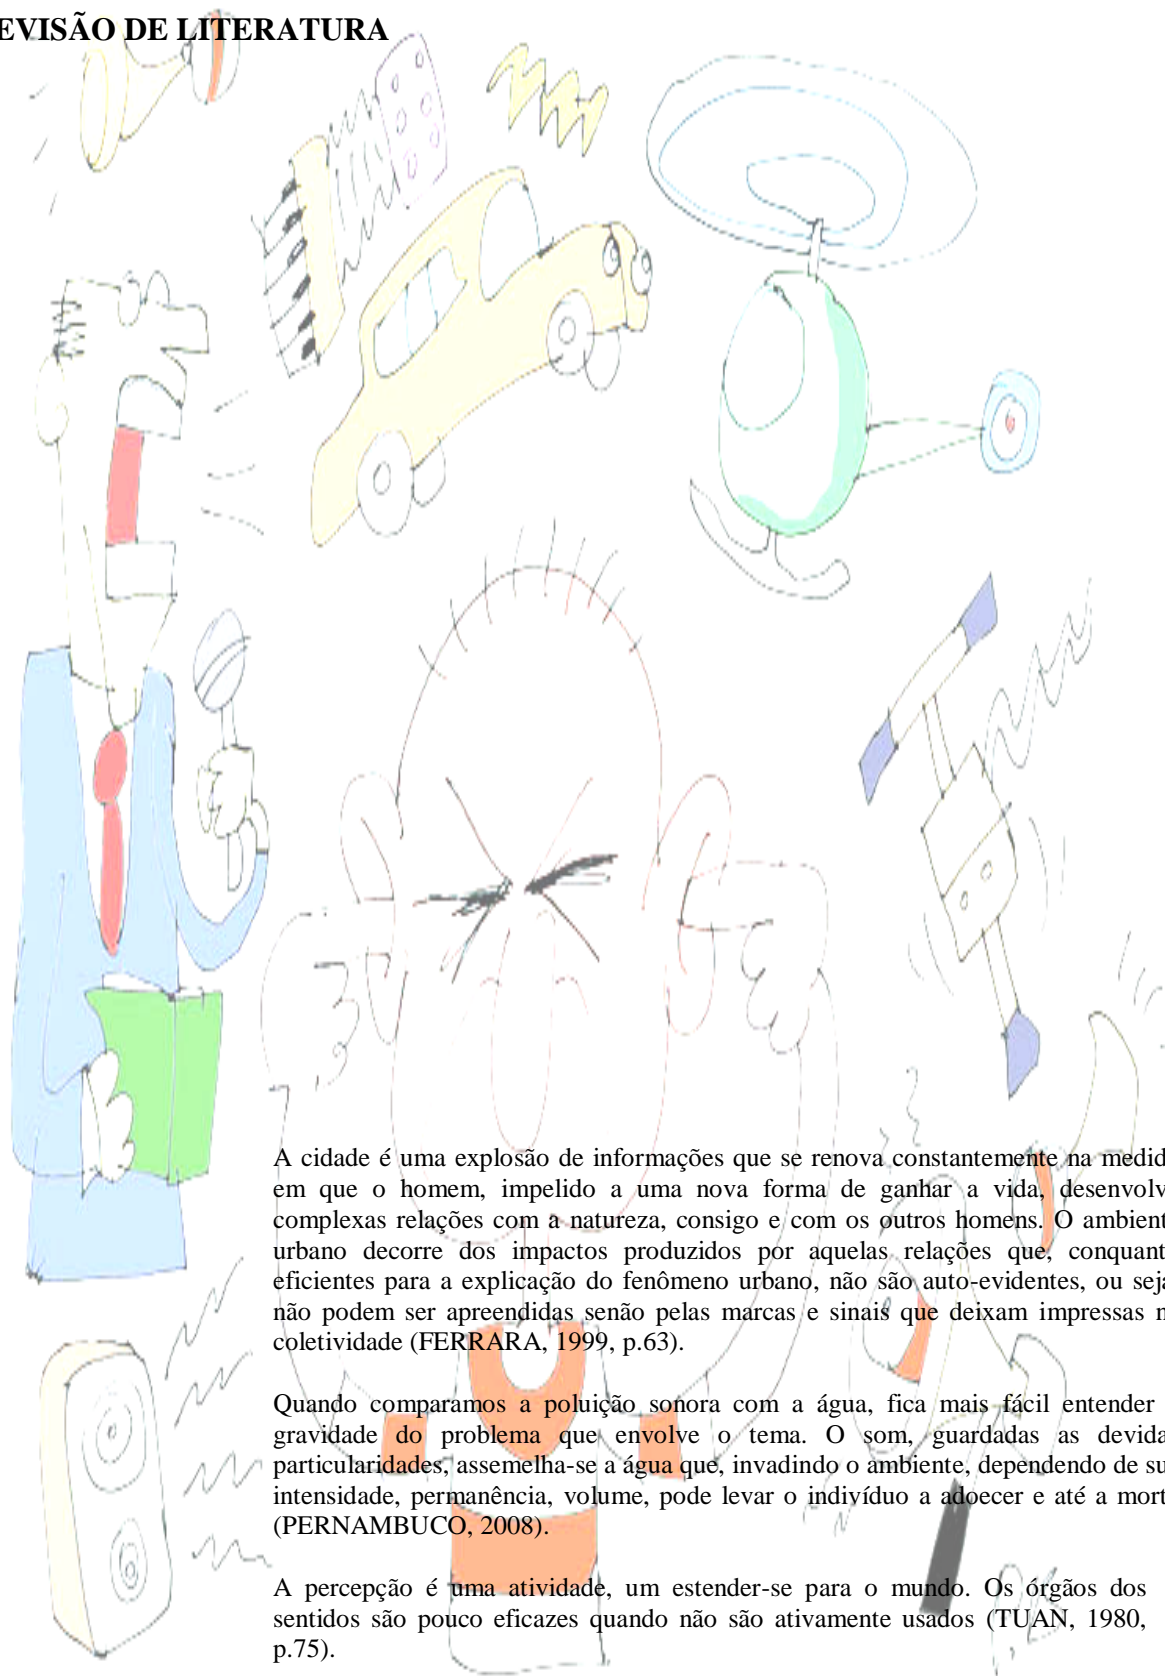 EVISÃO DE LITERATURA
A cidade é uma explosão de informações que se renova constantemente na medid
em que o homem, impelido a uma nova forma de ganhar a vida, desenvolv
complexas relações com a natureza, consigo e com os outros homens. O ambient
urbano decorre dos impactos produzidos por aquelas relações que, conquant
eficientes para a explicação do fenômeno urbano, não são auto-evidentes, ou seja
não podem ser apreendidas senão pelas marcas e sinais que deixam impressas n
coletividade (FERRARA, 1999, p.63).
Quando comparamos a poluição sonora com a água, fica mais fácil entender
gravidade do problema que envolve o tema. O som, guardadas as devida
particularidades, assemelha-se a água que, invadindo o ambiente, dependendo de su
intensidade, permanência, volume, pode levar o indivíduo a adoecer e até a mort
(PERNAMBUCO, 2008).
A percepção é uma atividade, um estender-se para o mundo. Os órgãos dos
sentidos são pouco eficazes quando não são ativamente usados (TUAN, 1980,
p.75).